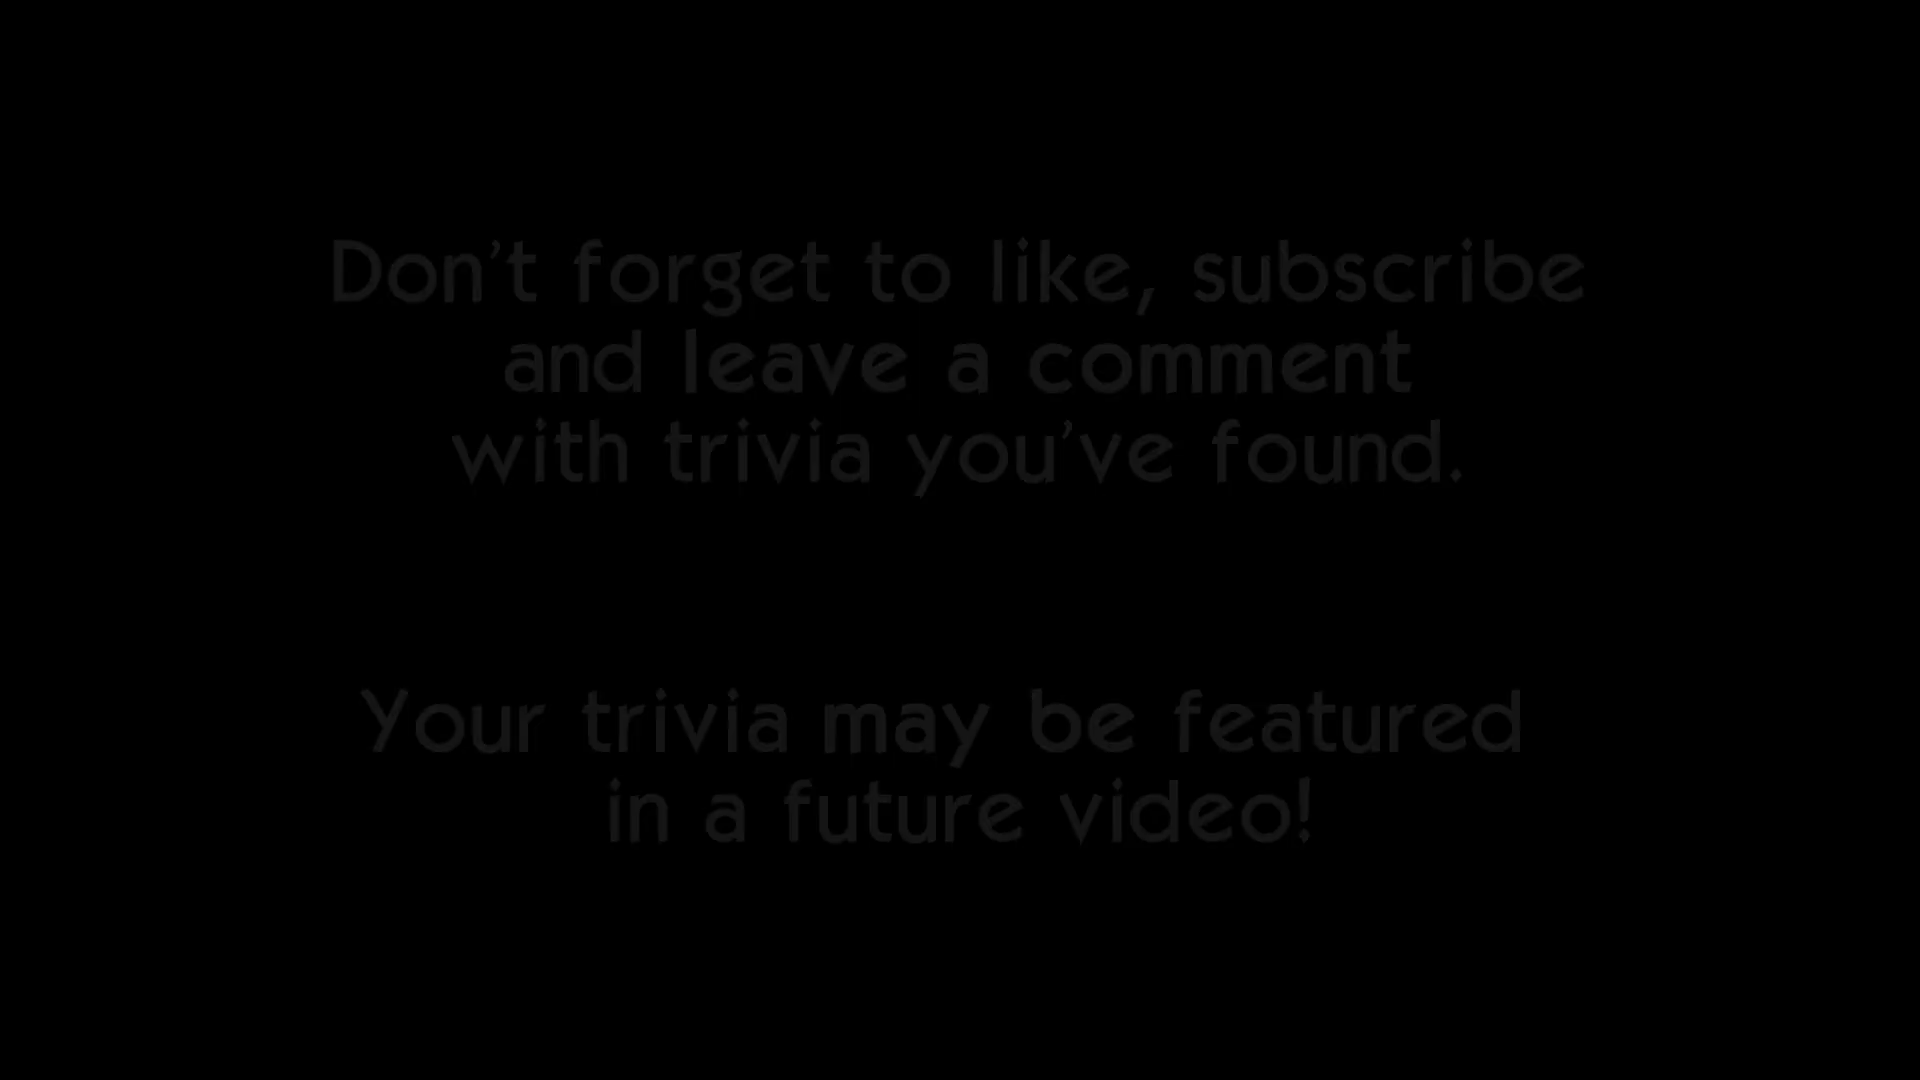 Don't forget to like, subscribe
and leave a comment
with trivia you've found.
Your trivia may be featured
in a future video!